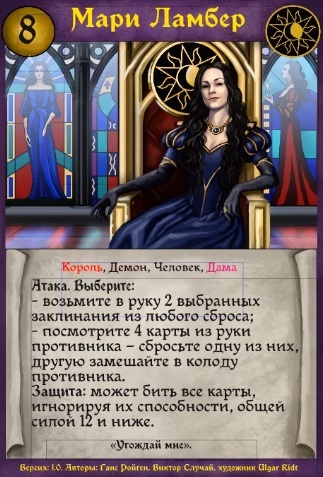 8
Мари Ламбер
Король, Демон, Человек, Дама
Атака. Выберите:
- возьмите в руку 2 выбранных
заклинания из любого сброса;
- посмотрите 4 карты из руки
противника – сбросьте одну из них,
другую замешайте в колоду
противника.
Защита: может бить все карты,
игнорируя их способности, общей
силой 12 и ниже.
«Угождай мне».
Версия: 1.0. Авторы: Ганс Ройген, Виктор Случай, художник Ulgar Ridt